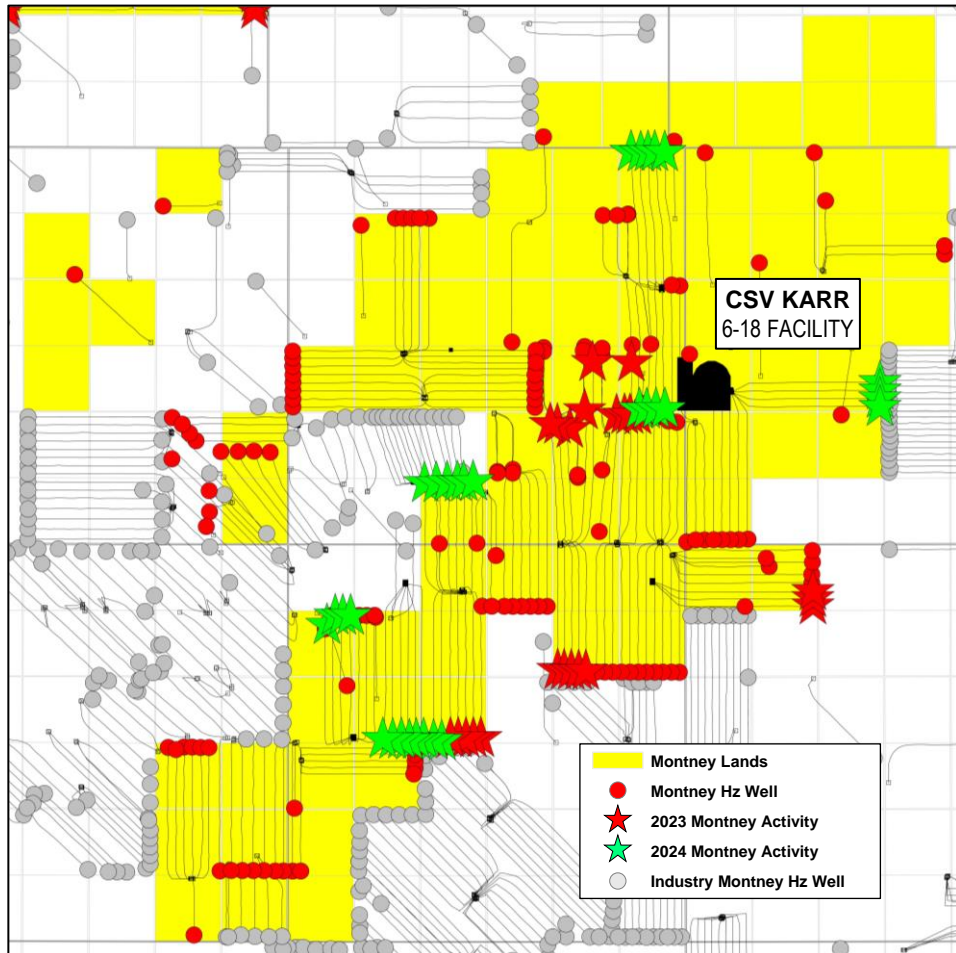 CSV KARR
6-18 FACILITY
Montney Lands
Montney Hz Well
2023 Montney Activity
2024 Montney Activity
Industry Montney Hz Well